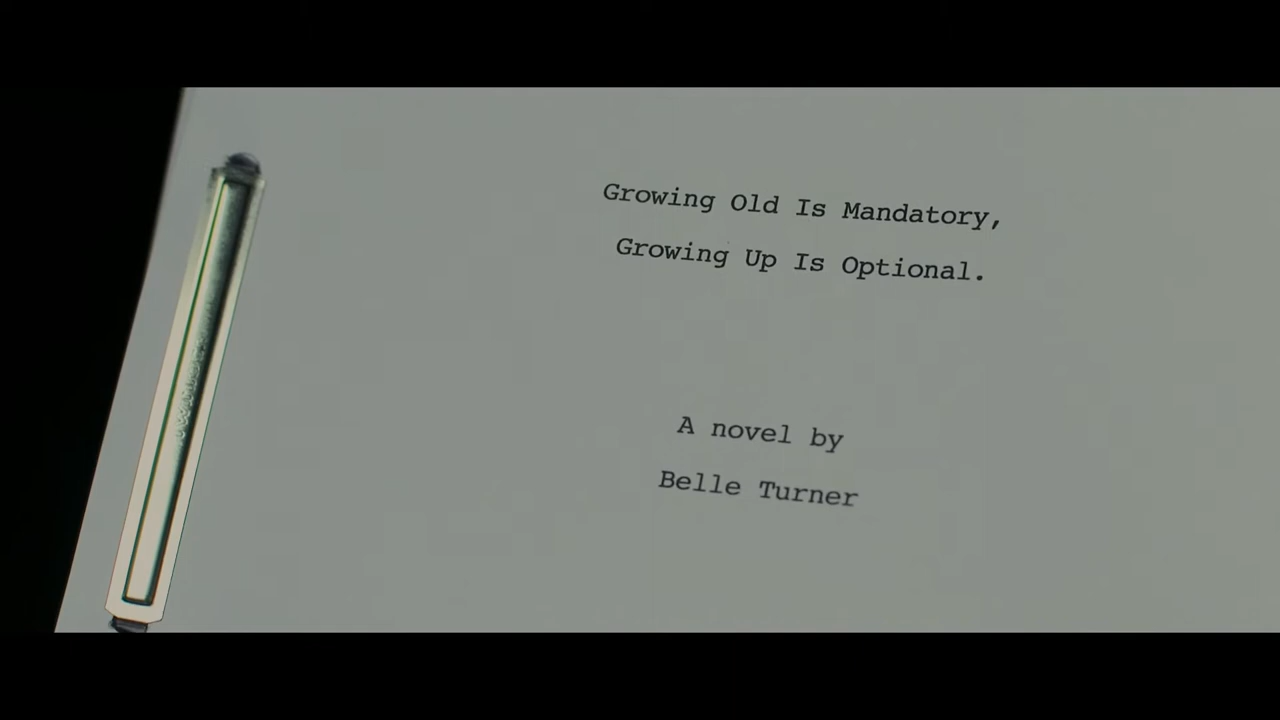 Growing Old Is Mandatory,
Growing Up Is Optional.
A novel by
Belle Turner